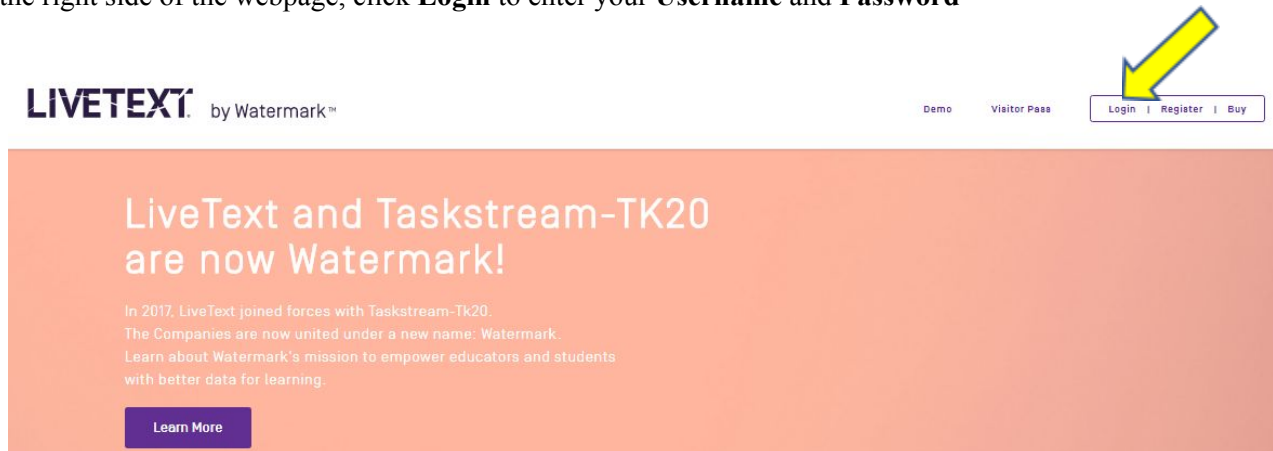 the right side of the webpage, click Login to enter your Username and Password
LIVETEXT. by Watermark™
Demo Visitor Pass Login | Register | Buy
LiveText and Taskstream-TK20
are now Watermark!
In 2017, LiveText joined forces with Taskstream-Tk20.
The Companies are now united under a new name: Watermark.
Learn about Watermark's mission to empower educators and students
with better data for learning.
Learn More